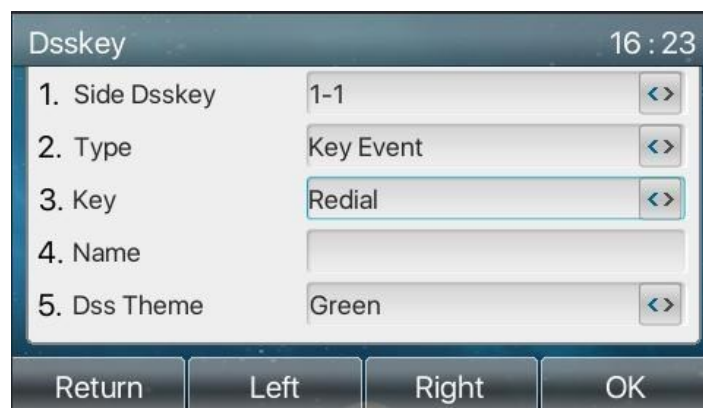 Dsskey 16 : 23
1. Side Dsskey 1-1 <>
2. Type Key Event <>
3. Key Redial <>
4. Name
5. Dss Theme Green <>
Return Left Right OK